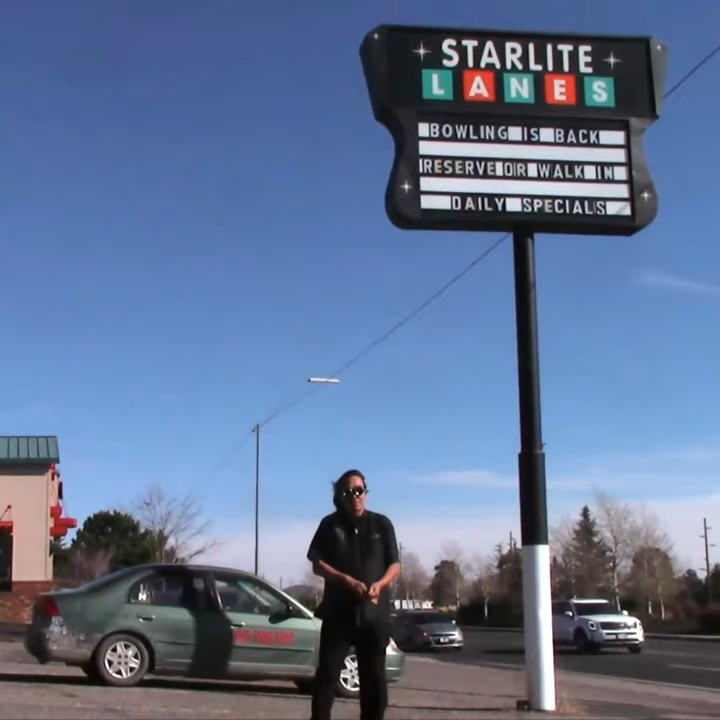 STARLITE
LANES
BOWLING IS BACK
RESERVE OR WALK IN
DAILY SPECIALS